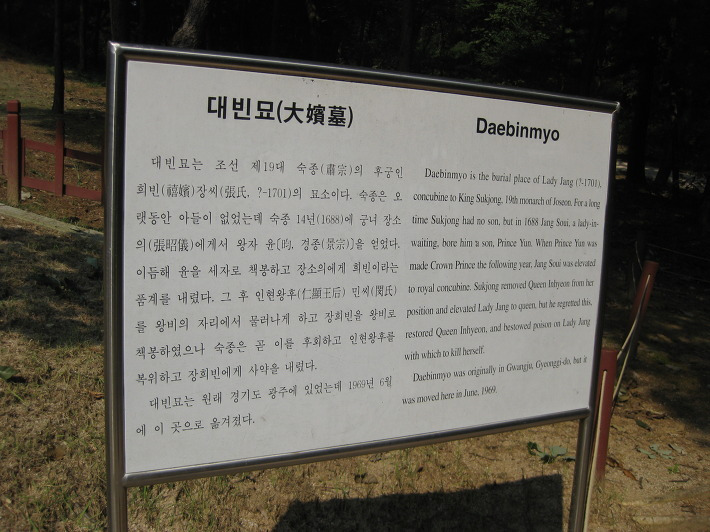 대빈묘(大嬪墓)
대빈묘는 조선 제19대 숙종(肅宗)의 후궁인
희빈(禧嬪)장씨(張氏, ?-1701)의 묘소이다. 숙종은 오
랫동안 아들이 없었는데 숙종 14년(1688)에 궁녀 장소
의(張昭儀)에게서 왕자 윤[昀, 경종(景宗)]을 얻었다.
이듬해 윤을 세자로 책봉하고 장소의에게 희빈이라는
품계를 내렸다. 그 후 인현왕후(仁顯王后) 민씨(閔氏)
를 왕비의 자리에서 물러나게 하고 장희빈을 왕비로
책봉하였으나 숙종은 곧 이를 후회하고 인현왕후를
복위하고 장희빈에게 사약을 내렸다.
대빈묘는 원래 경기도 광주에 있었는데 1969년 6월
에 이 곳으로 옮겨졌다.
Daebinmyo
Daebinmyo is the burial place of Lady Jang (?-1701),
concubine to King Sukjong, 19th monarch of Joseon. For a long
time Sukjong had no son, but in 1688 Jang Soui, a lady-in-
waiting, bore him a son, Prince Yun. When Prince Yun was
made Crown Prince the following year, Jang Soui was elevated
to royal concubine. Sukjong removed Queen Inhyeon from her
position and elevated Lady Jang to queen, but he regretted this,
restored Queen Inhyeon, and bestowed poison on Lady Jang
with which to kill herself.
Daebinmyo was originally in Gwangju, Gyeonggi-do, but it
was moved here in June, 1969.